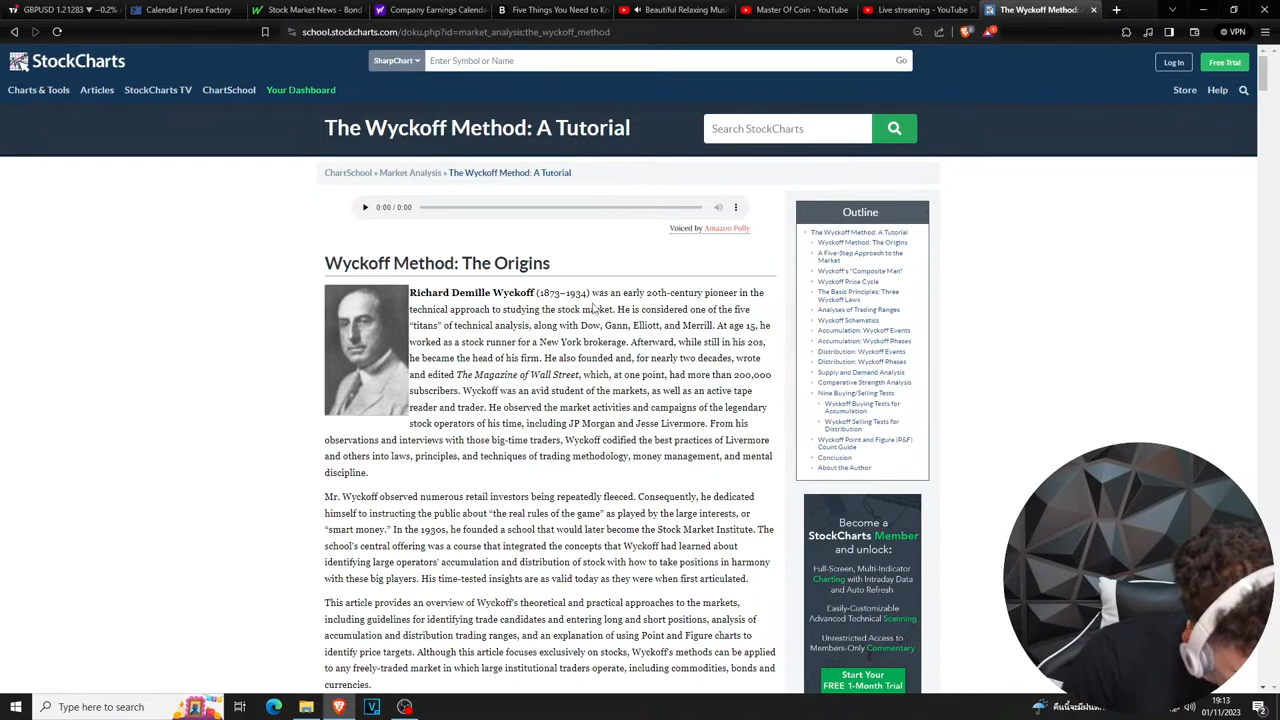 GBPUSD 1.21283 ▼ −0.2%
Calendar | Forex Factory
Stock Market News - Bond
Company Earnings Calendar
Five Things You Need to Kn
Beautiful Relaxing Music
Master Of Coin - YouTube
Live streaming - YouTube S
The Wyckoff Method:
school.stockcharts.com/doku.php?id=market_analysis:the_wyckoff_method
VPN
StockCharts
SharpChart
Enter Symbol or Name
Go
Log In
Free Trial
Charts & Tools
Articles
StockCharts TV
ChartSchool
Your Dashboard
Store
Help
The Wyckoff Method: A Tutorial
Search StockCharts
ChartSchool » Market Analysis » The Wyckoff Method: A Tutorial
0:00 / 0:00
Voiced by Amazon Polly
Wyckoff Method: The Origins
Richard Demille Wyckoff (1873–1934) was an early 20th-century pioneer in the
technical approach to studying the stock market. He is considered one of the five
"titans" of technical analysis, along with Dow, Gann, Elliott, and Merrill. At age 15, he
worked as a stock runner for a New York brokerage. Afterward, while still in his 20s,
he became the head of his firm. He also founded and, for nearly two decades, wrote
and edited The Magazine of Wall Street, which, at one point, had more than 200,000
subscribers. Wyckoff was an avid student of the markets, as well as an active tape
reader and trader. He observed the market activities and campaigns of the legendary
stock operators of his time, including JP Morgan and Jesse Livermore. From his
observations and interviews with those big-time traders, Wyckoff codified the best practices of Livermore
and others into laws, principles, and techniques of trading methodology, money management, and mental
discipline.
Mr. Wyckoff observed numerous retail investors being repeatedly fleeced. Consequently, he dedicated
himself to instructing the public about "the real rules of the game" as played by the large interests, or
"smart money." In the 1930s, he founded a school that would later become the Stock Market Institute. The
school's central offering was a course that integrated the concepts that Wyckoff had learned about
identifying large operators' accumulation and distribution of stock with how to take positions in harmony
with these big players. His time-tested insights are as valid today as they were when first articulated.
This article provides an overview of Wyckoff's theoretical and practical approaches to the markets,
including guidelines for identifying trade candidates and entering long and short positions, analysis of
accumulation and distribution trading ranges, and an explanation of using Point and Figure charts to
identify price targets. Although this article focuses exclusively on stocks, Wyckoff's methods can be applied
to any freely-traded market in which large institutional traders operate, including commodities, bonds and
currencies.
Outline
The Wyckoff Method: A Tutorial
Wyckoff Method: The Origins
A Five-Step Approach to the
Market
Wyckoff's "Composite Man"
Wyckoff Price Cycle
The Basic Principles: Three
Wyckoff Laws
Analyses of Trading Ranges
Wyckoff Schematics
Accumulation: Wyckoff Events
Accumulation: Wyckoff Phases
Distribution: Wyckoff Events
Distribution: Wyckoff Phases
Supply and Demand Analysis
Comparative Strength Analysis
Nine Buying/Selling Tests
Wyckoff Buying Tests for
Accumulation
Wyckoff Selling Tests for
Distribution
Wyckoff Point and Figure (P&F)
Count Guide
Conclusion
About the Author
Become a
StockCharts Member
and unlock:
Full-Screen, Multi-Indicator
Charting with Intraday Data
and Auto Refresh
Easily-Customizable
Advanced Technical Scanning
Unrestricted Access to
Members-Only Commentary
Start Your
FREE 1-Month Trial
Type here to search
19:13
01/11/2023